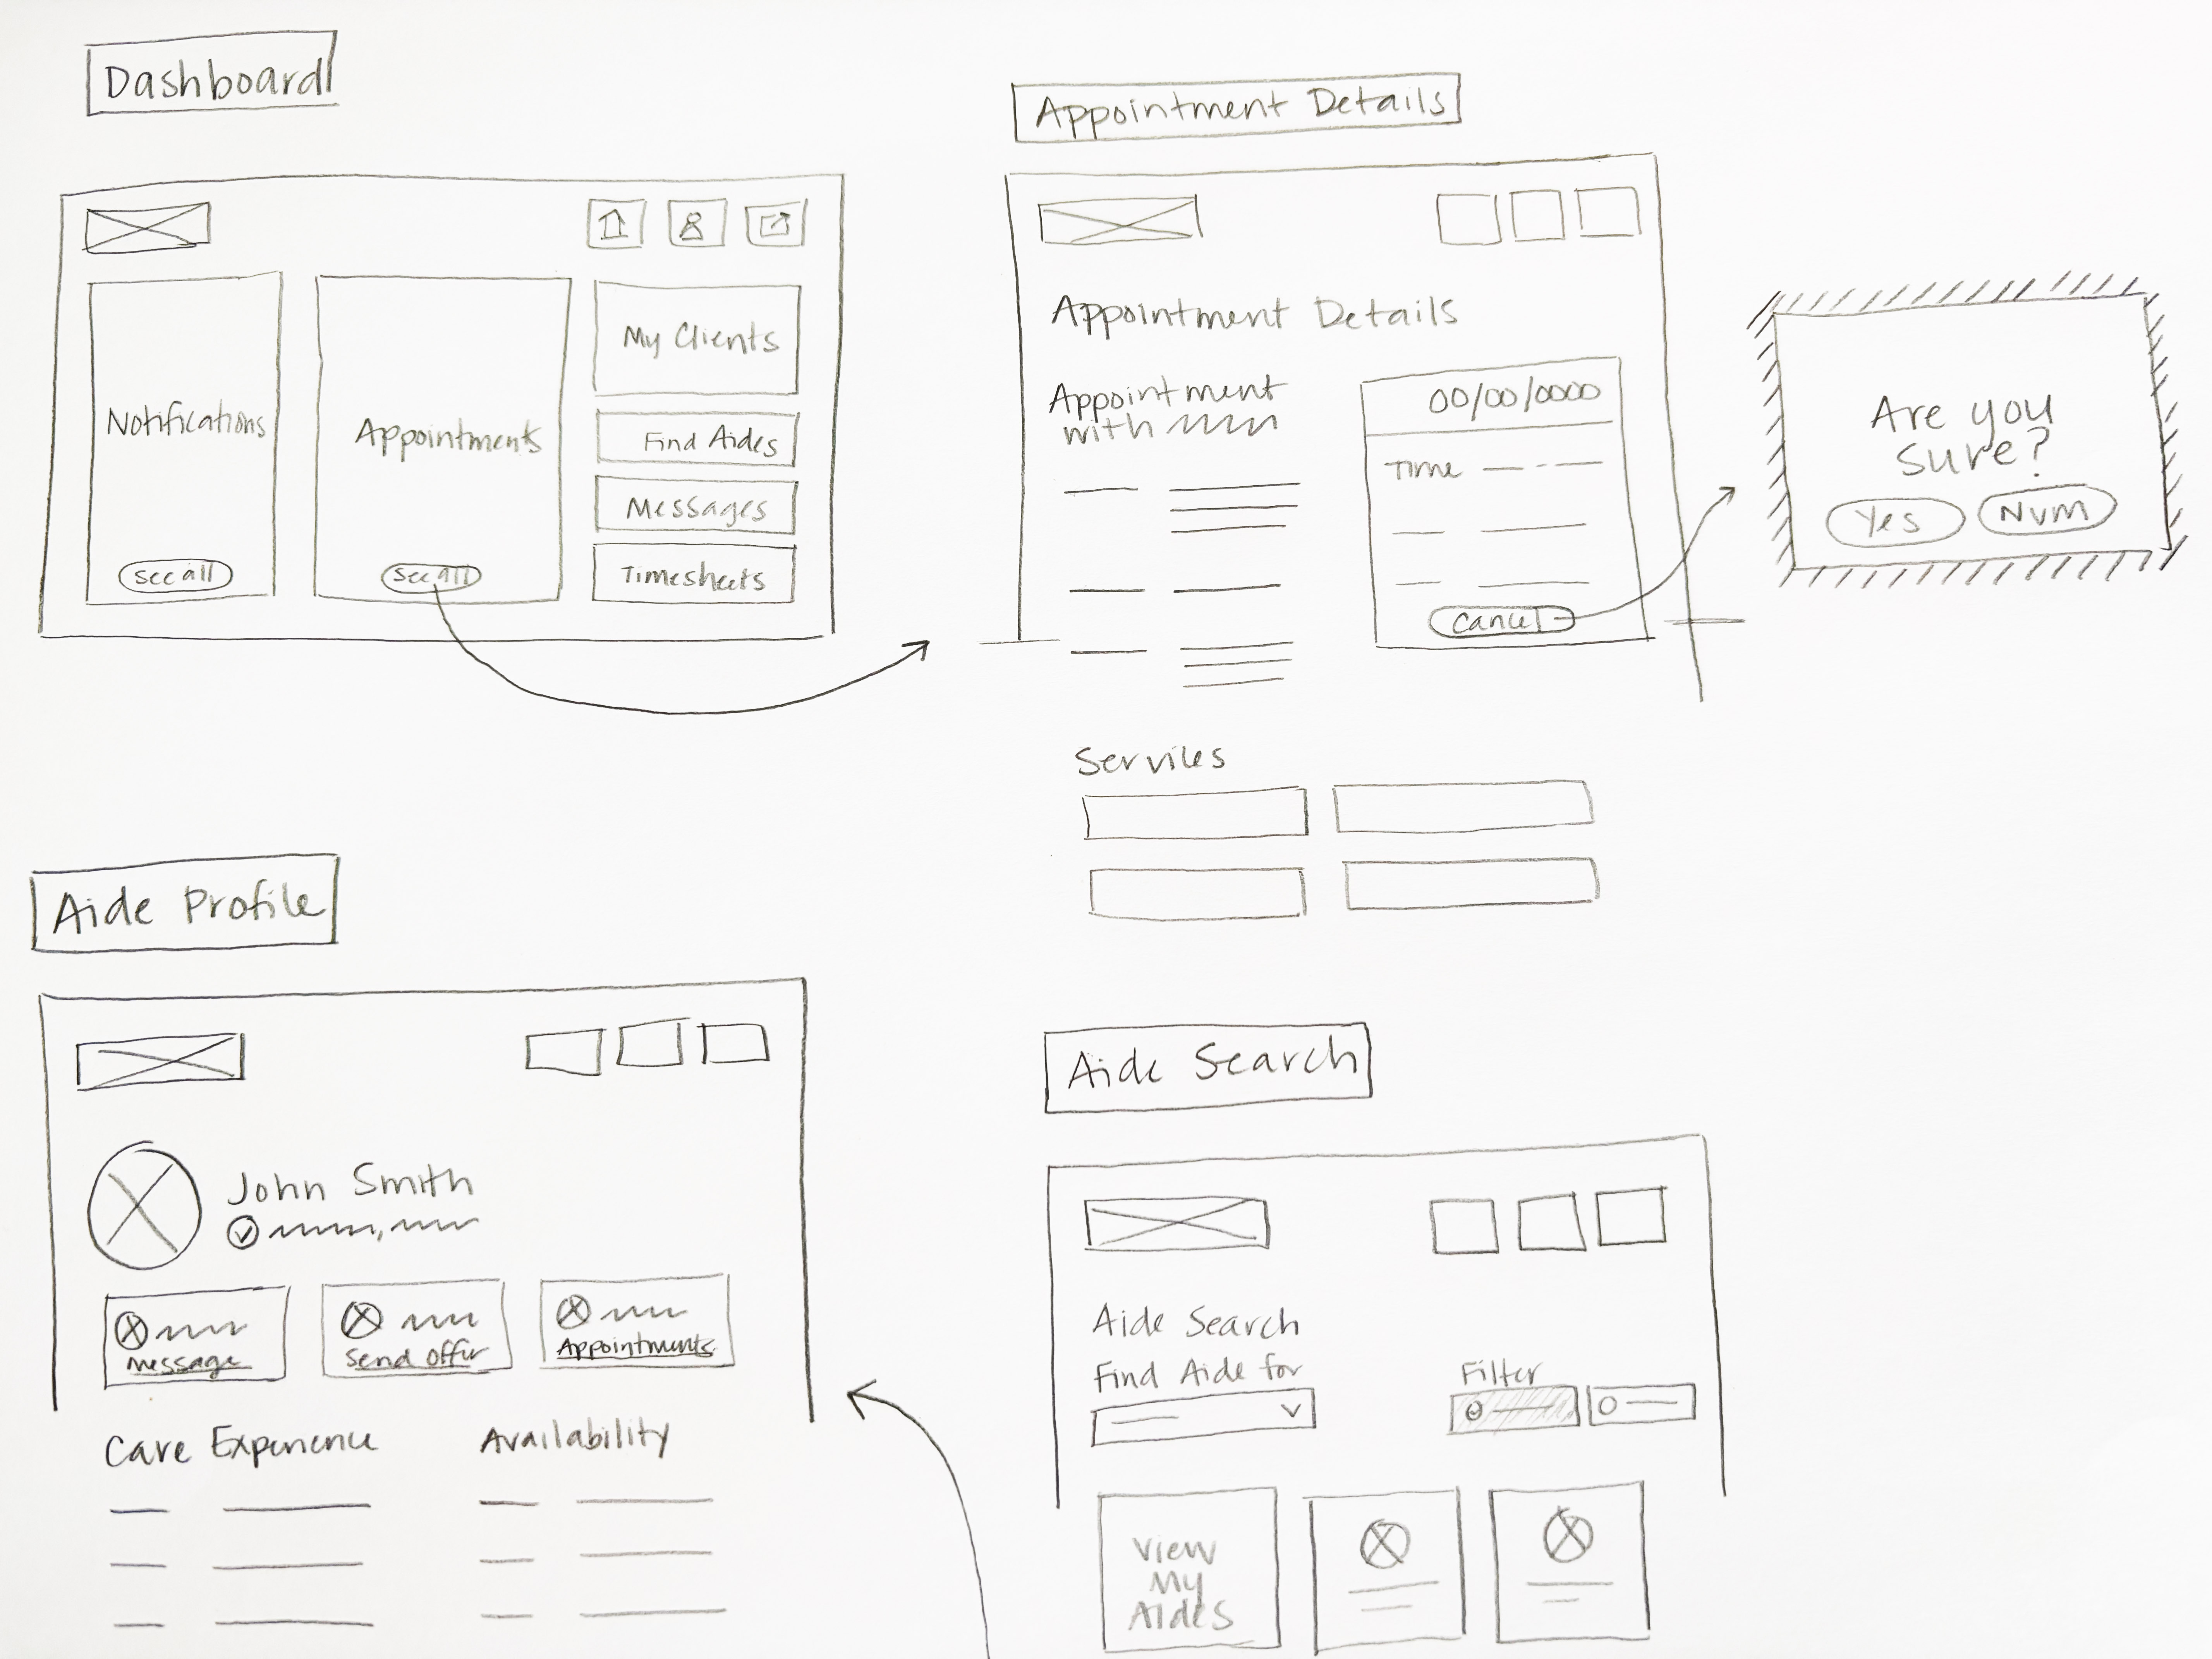 Dashboard
Notifications
see all
Appointments
see all
My Clients
Find Aides
Messages
Timesheets
Appointment Details
Appointment Details
Appointment
with
00/00/0000
Time
Cancel
Services
Are you
sure?
Yes
Nvm
Aide Profile
John Smith
Message
Send Offer
Appointments
Care Experience
Availability
Aide Search
Aide Search
Find Aide for
Filter
View
My
Aides